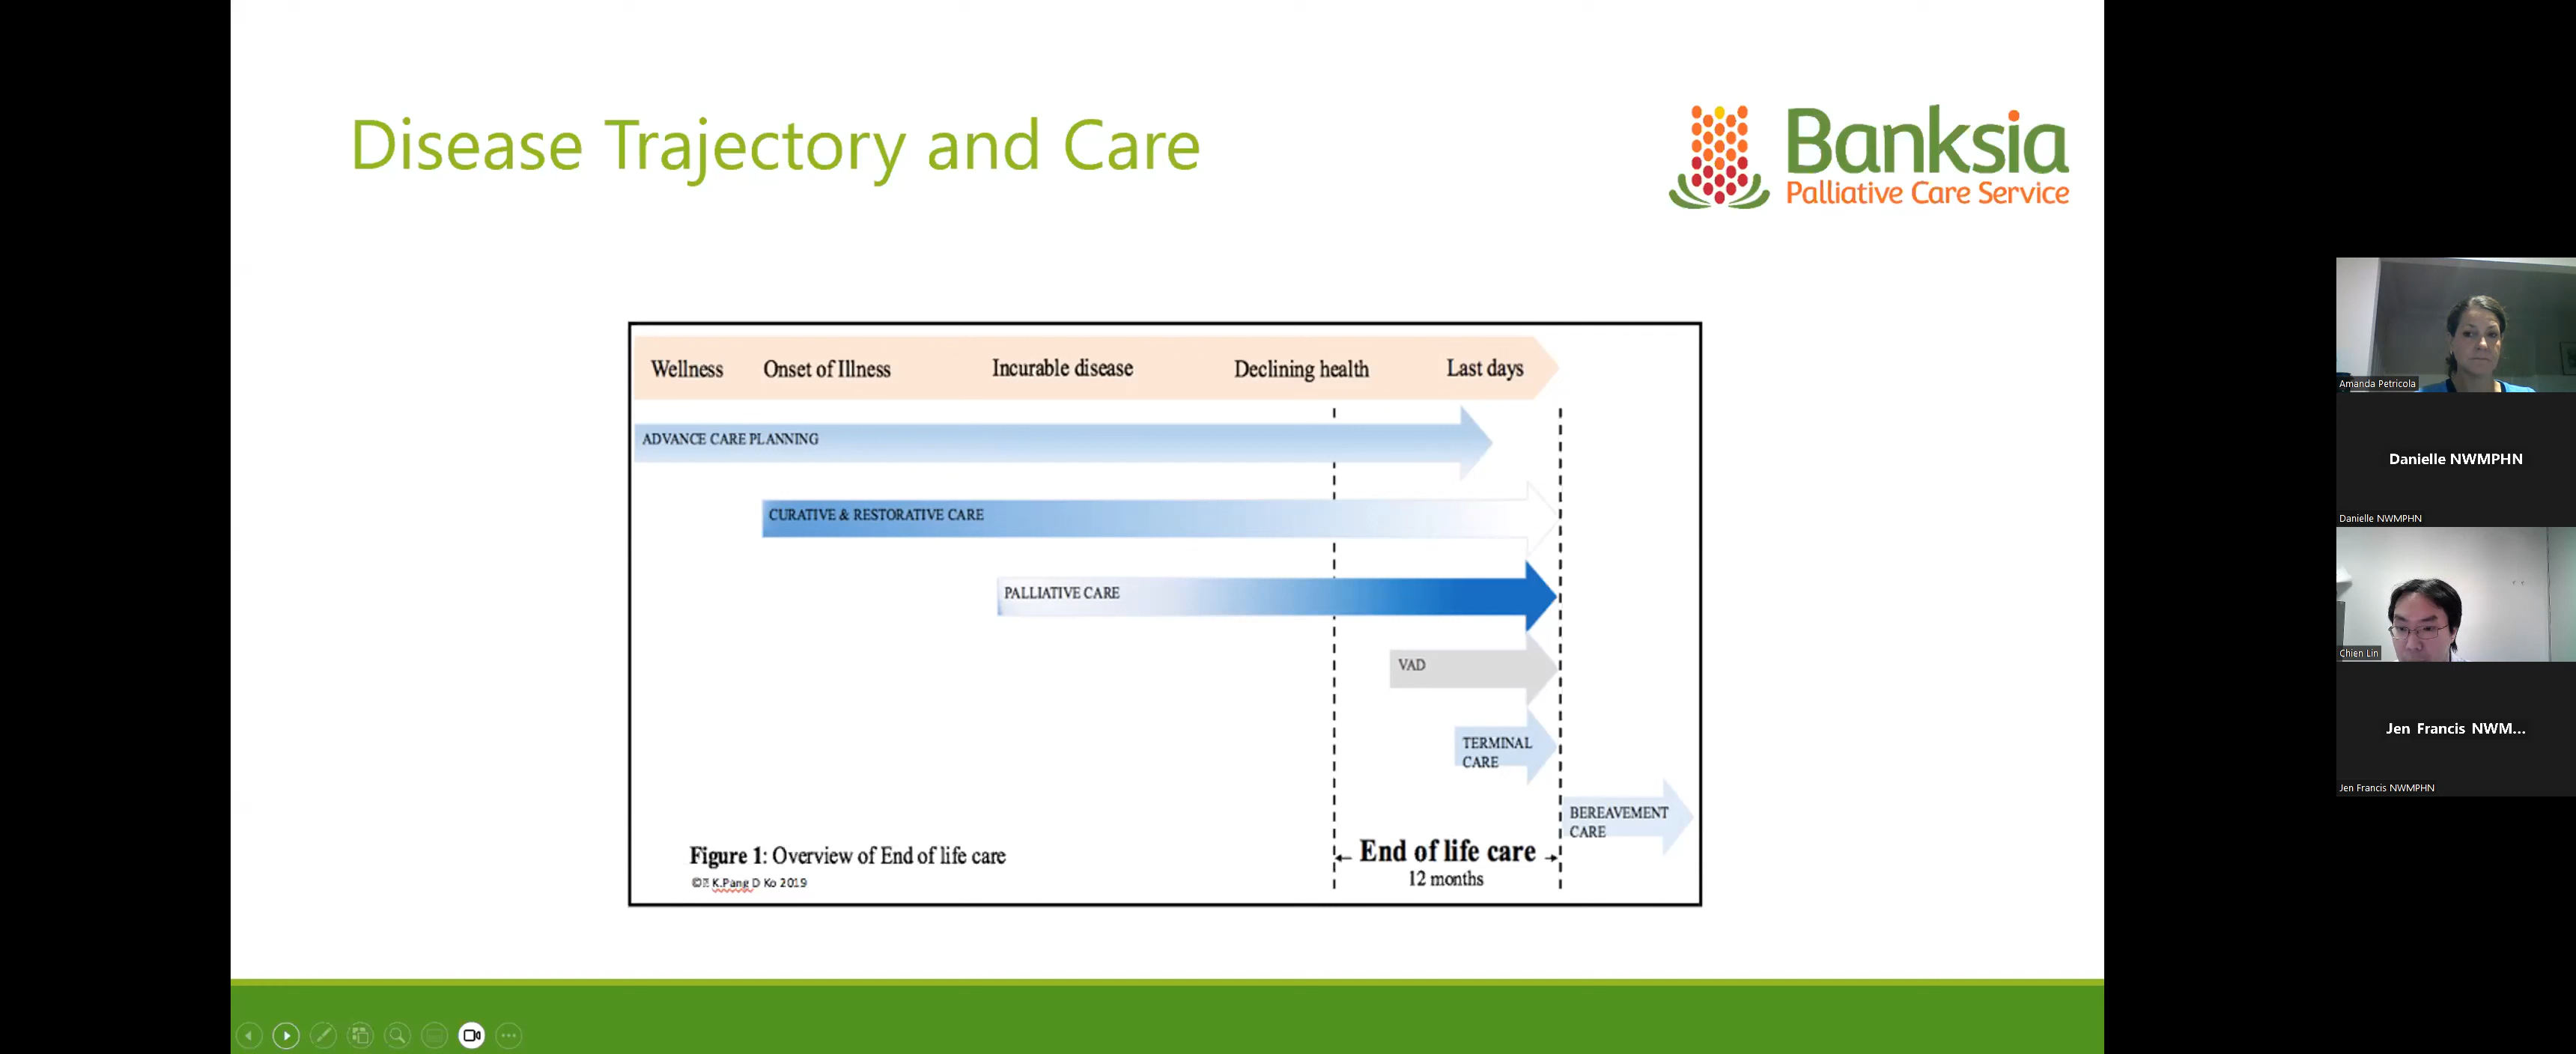 Disease Trajectory and Care
Banksia
Palliative Care Service
Wellness Onset of Illness Incurable disease Declining health Last days
ADVANCE CARE PLANNING
CURATIVE & RESTORATIVE CARE
PALLIATIVE CARE
VAD
TERMINAL
CARE
BEREAVEMENT
CARE
End of life care
12 months
Figure 1: Overview of End of life care
K.Pang D Ko 2019
Amanda Petricola
Danielle NWMPHN
Danielle NWMPHN
Chien Lin
Jen Francis NWM...
Jen Francis NWMPHN